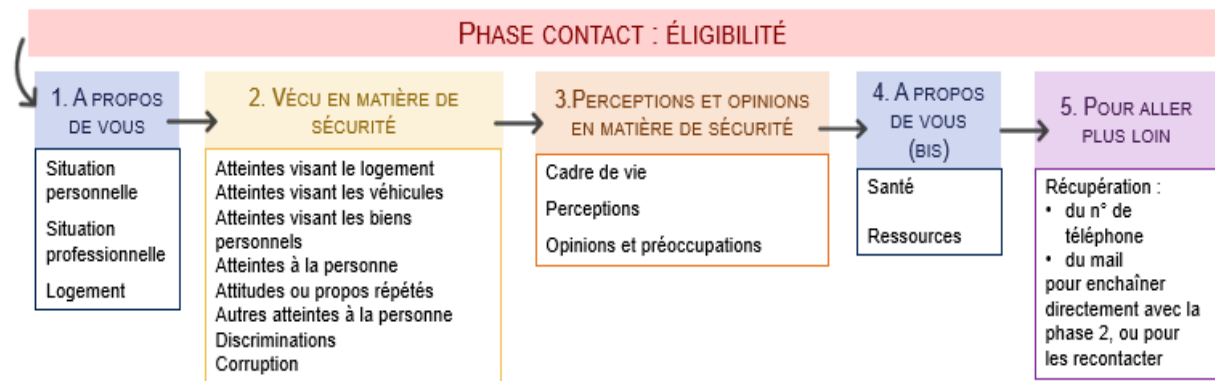 PHASE CONTACT : ÉLIGIBILITÉ
1. A PROPOS
DE VOUS
Situation
personnelle
Situation
professionnelle
Logement
2. VÉCU EN MATIÈRE DE
SÉCURITÉ
Atteintes visant le logement
Atteintes visant les véhicules
Atteintes visant les biens
personnels
Atteintes à la personne
Attitudes ou propos répétés
Autres atteintes à la personne
Discriminations
Corruption
3.PERCEPTIONS ET OPINIONS
EN MATIÈRE DE SÉCURITÉ
Cadre de vie
Perceptions
Opinions et préoccupations
4. A PROPOS
DE VOUS
(BIS)
Santé
Ressources
5. POUR ALLER
PLUS LOIN
Récupération :
• du n° de
téléphone
• du mail
pour enchaîner
directement avec la
phase 2, ou pour
les recontacter